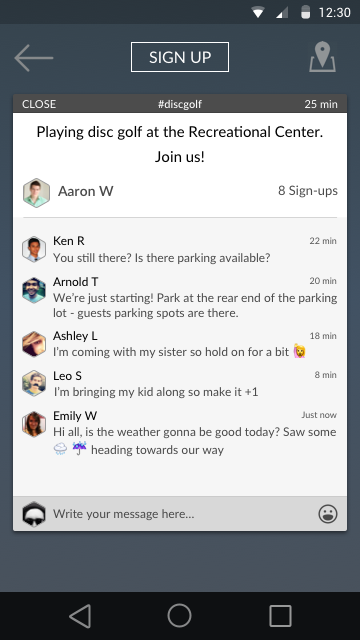 12:30
SIGN UP
CLOSE #discgolf 25 min
Playing disc golf at the Recreational Center.
Join us!
Aaron W 8 Sign-ups
Ken R 22 min
You still there? Is there parking available?
Arnold T 20 min
We're just starting! Park at the rear end of the parking
lot - guests parking spots are there.
Ashley L 18 min
I'm coming with my sister so hold on for a bit 🙋
Leo S 8 min
I'm bringing my kid along so make it +1
Emily W Just now
Hi all, is the weather gonna be good today? Saw some
🌧 ☔ heading towards our way
Write your message here...